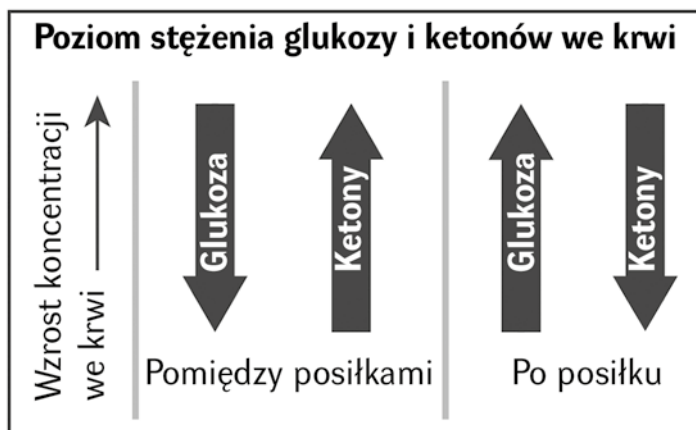 Poziom stężenia glukozy i ketonów we krwi
Wzrost koncentracji
we krwi
Glukoza
Ketony
Glukoza
Ketony
Pomiędzy posiłkami
Po posiłku